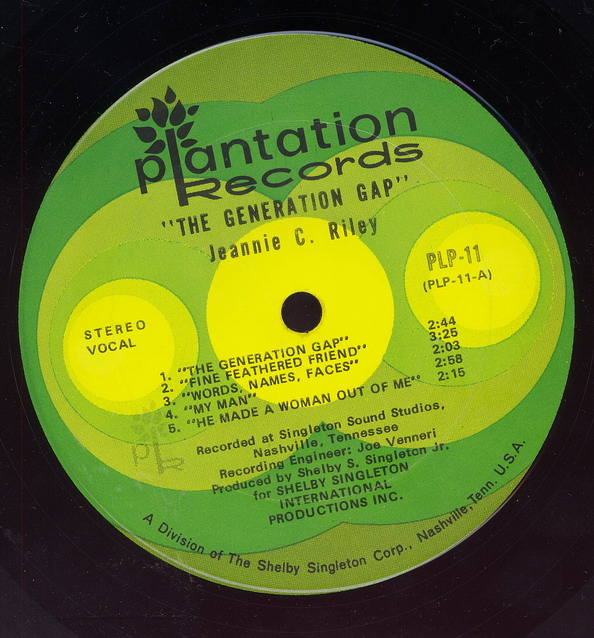 plantation
Records
"THE GENERATION GAP"
Jeannie C. Riley
PLP-11
(PLP-11-A)
STEREO
VOCAL
1. "THE GENERATION GAP" 2:44
2. "FINE FEATHERED FRIEND" 3:25
3. "WORDS, NAMES, FACES" 2:03
4. "MY MAN" 2:58
5. "HE MADE A WOMAN OUT OF ME" 2:15
Recorded at Singleton Sound Studios,
Nashville, Tennessee
Recording Engineer: Joe Venneri
Produced by Shelby S. Singleton Jr.
for SHELBY SINGLETON
INTERNATIONAL
PRODUCTIONS INC.
A Division of The Shelby Singleton Corp., Nashville, Tenn. U.S.A.